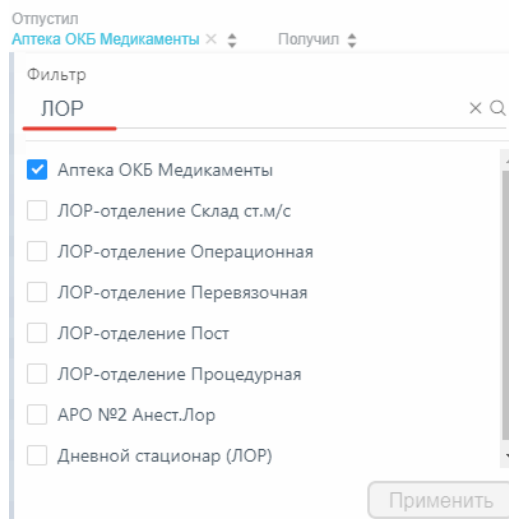 Отпустил
Аптека ОКБ Медикаменты Получил
Фильтр
ЛОР
Аптека ОКБ Медикаменты
ЛОР-отделение Склад ст.м/с
ЛОР-отделение Операционная
ЛОР-отделение Перевязочная
ЛОР-отделение Пост
ЛОР-отделение Процедурная
АРО №2 Анест.Лор
Дневной стационар (ЛОР)
Применить